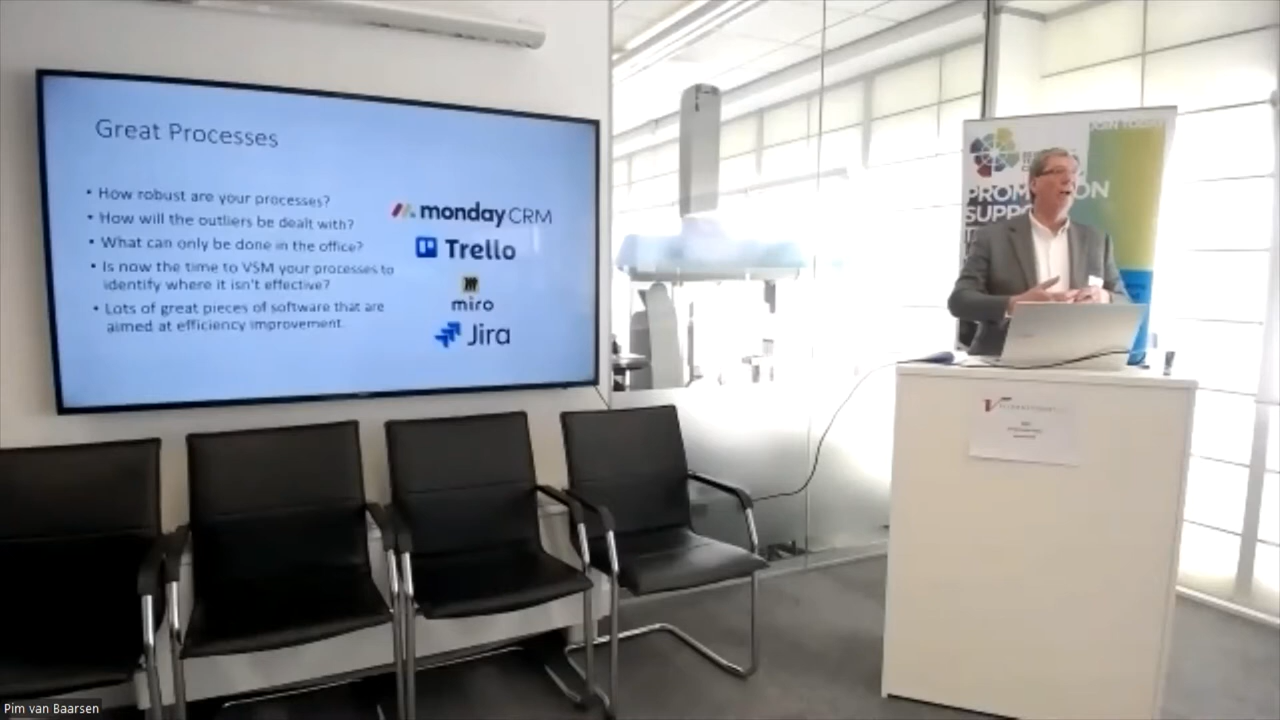 Great Processes
• How robust are your processes?
• How will the outliers be dealt with?
• What can only be done in the office?
• Is now the time to VSM your processes to
identify where it isn't effective?
• Lots of great pieces of software that are
aimed at efficiency improvement.
monday CRM
Trello
miro
Jira
JOIN TODAY
Pim van Baarsen